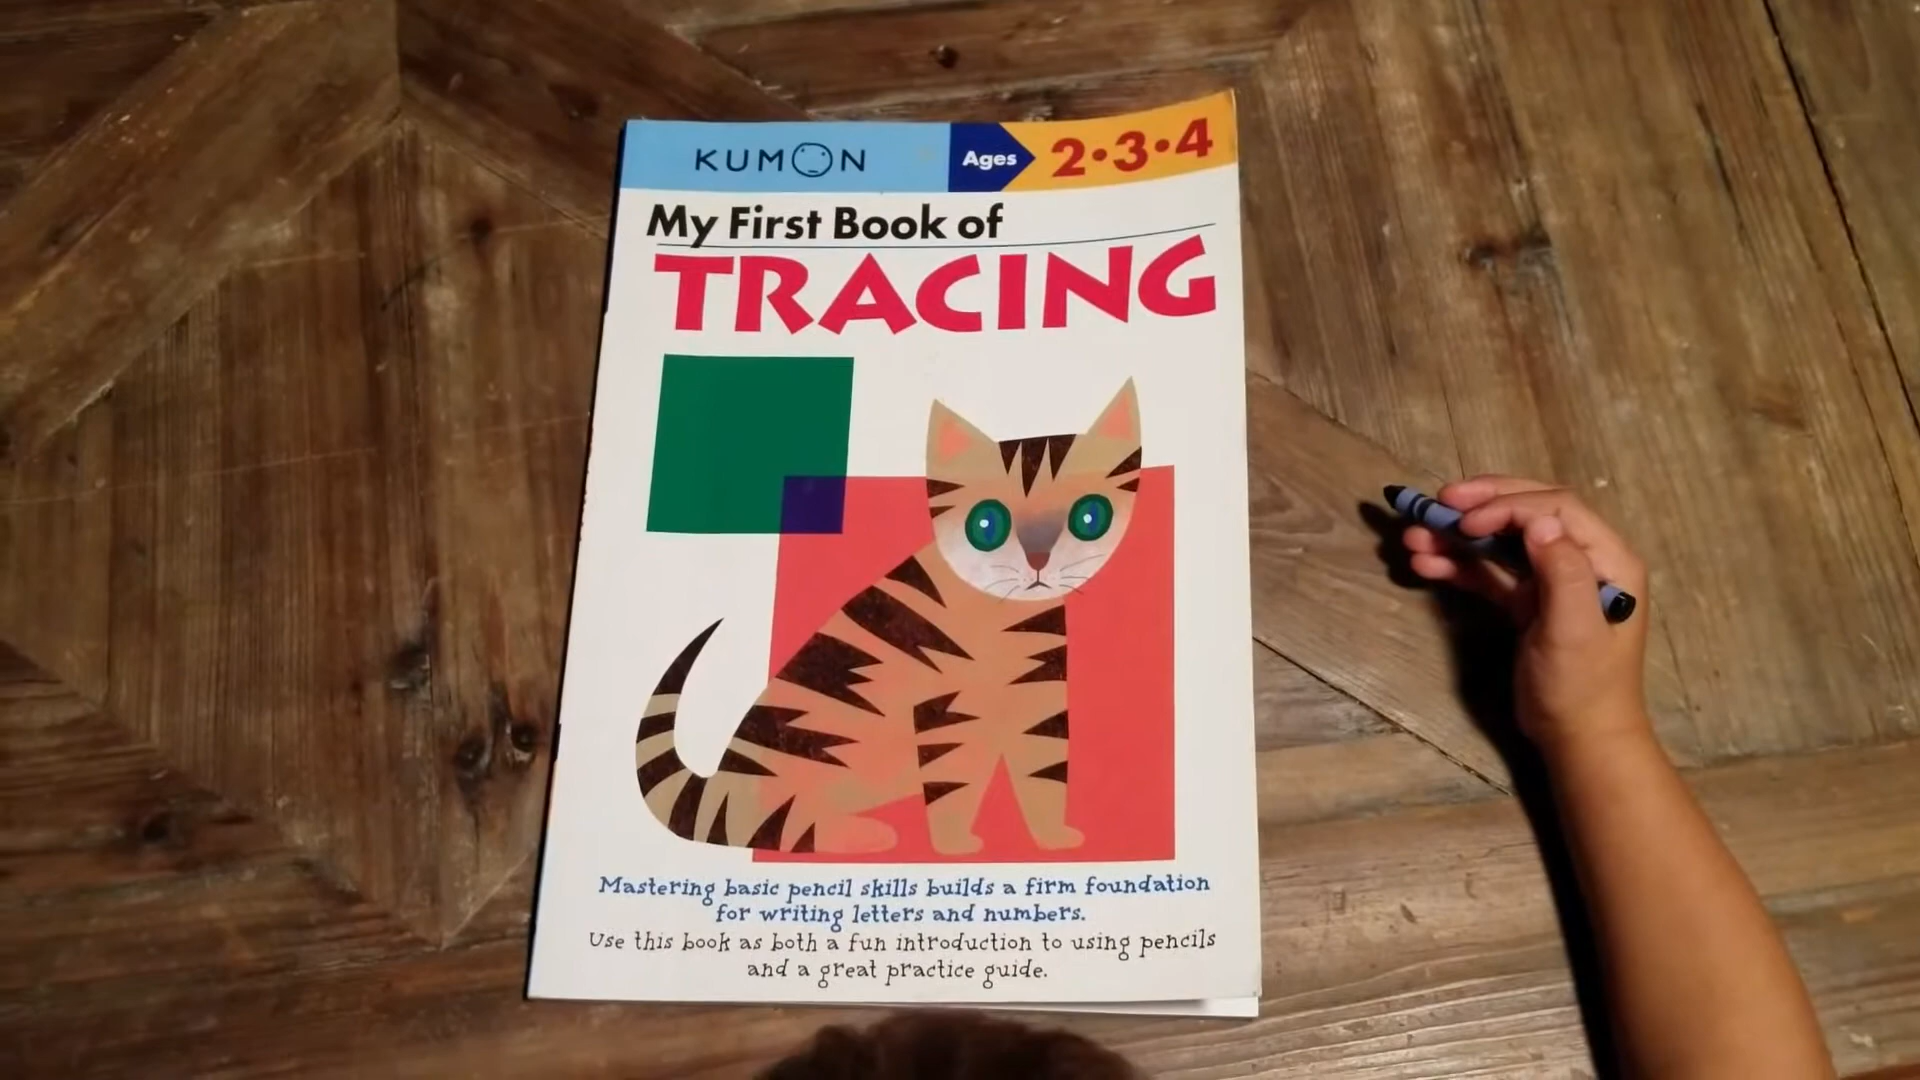 KUMON
Ages 2•3•4
My First Book of
TRACING
Mastering basic pencil skills builds a firm foundation
for writing letters and numbers.
Use this book as both a fun introduction to using pencils
and a great practice guide.